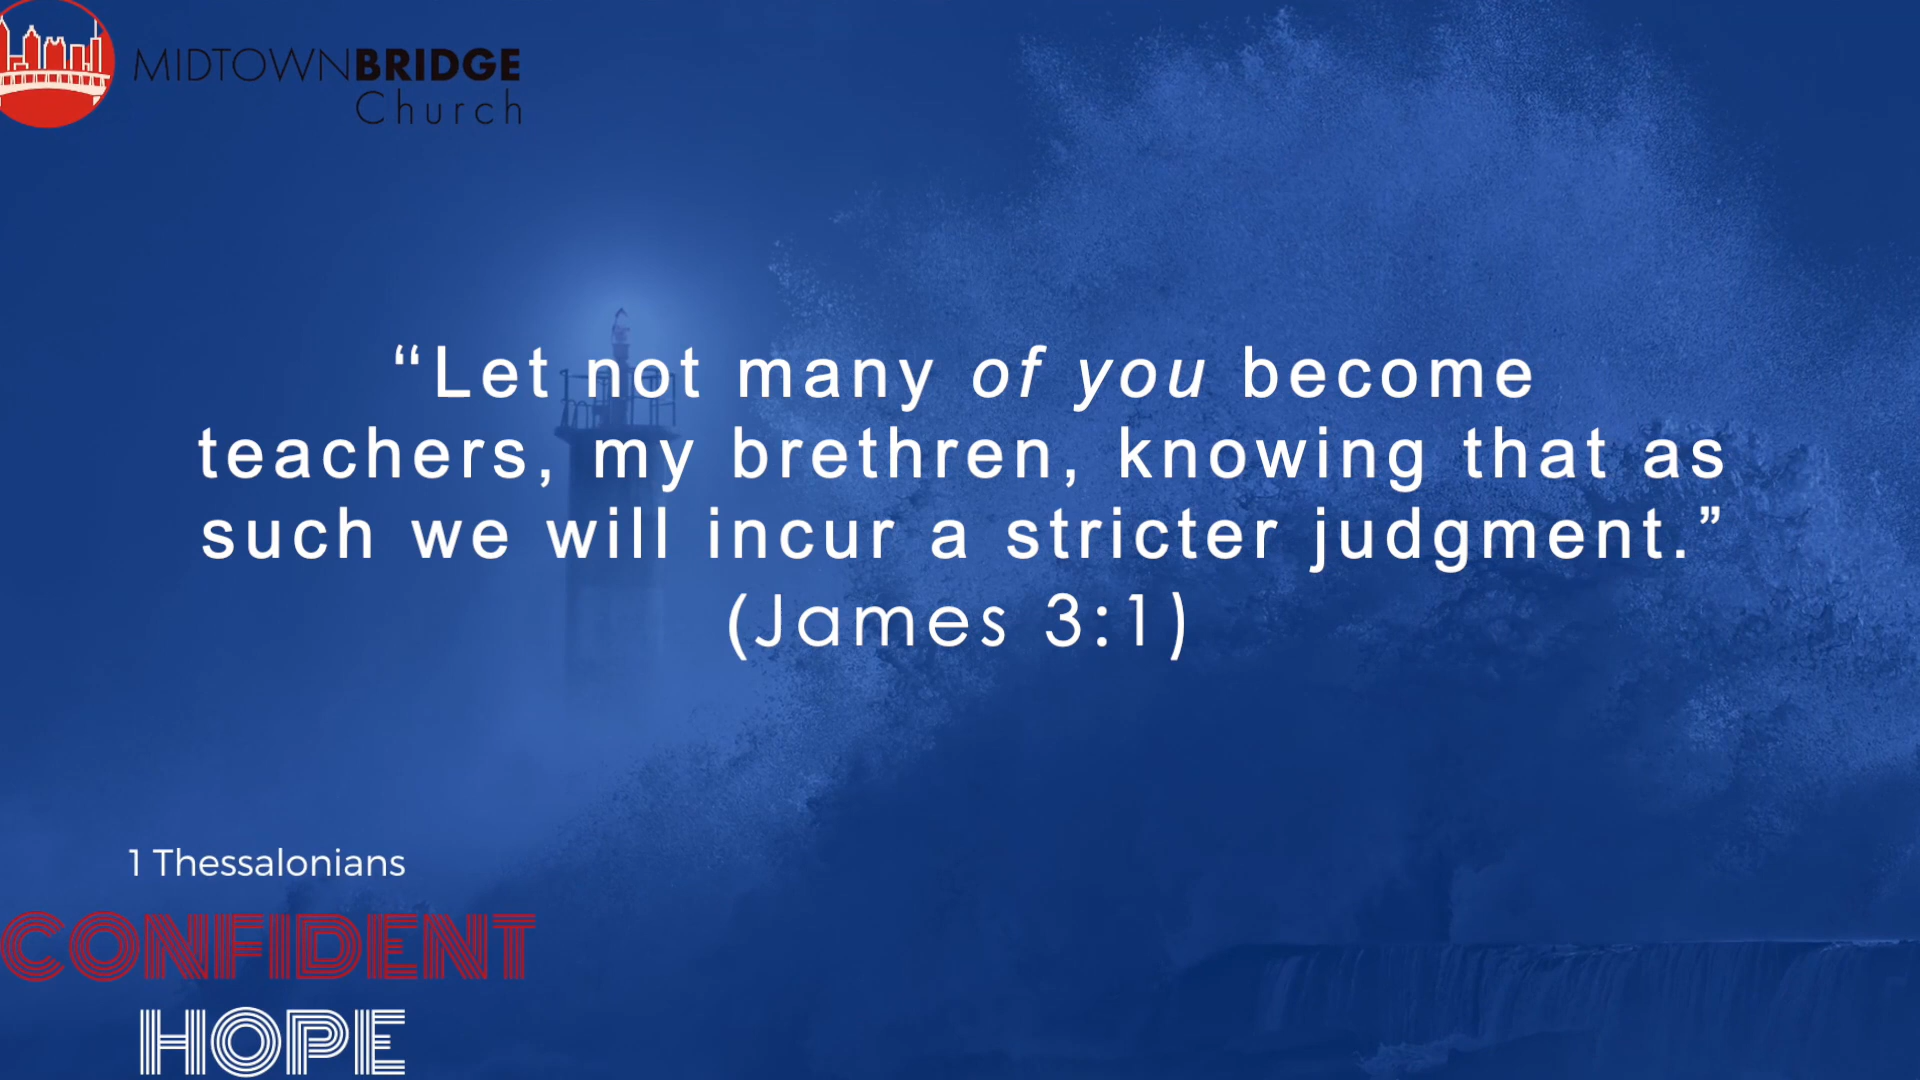 MIDTOWNBRIDGE
Church
“Let not many of you become
teachers, my brethren, knowing that as
such we will incur a stricter judgment.”
(James 3:1)
1 Thessalonians
CONFIDENT
HOPE